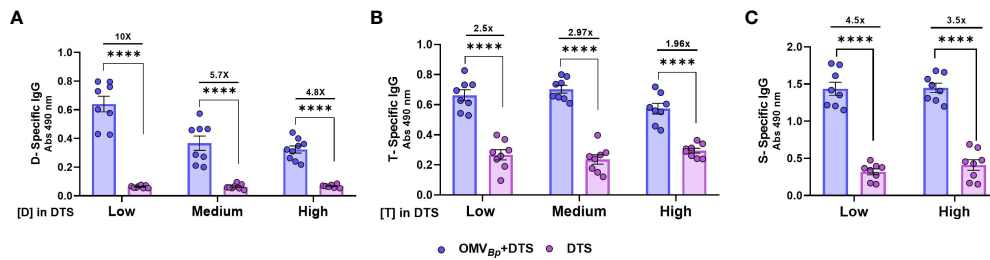 A
D- Specific IgG
Abs 490 nm
1.0
0.8
0.6
0.4
0.2
0.0
10X
****
5.7X
****
4.8X
****
[D] in DTS
Low
Medium
High
B
T- Specific IgG
Abs 490 nm
1.0
0.8
0.6
0.4
0.2
0.0
2.5x
****
2.97x
****
1.96x
****
[T] in DTS
Low
Medium
High
C
S- Specific IgG
Abs 490 nm
2.0
1.5
1.0
0.5
0.0
4.5x
****
3.5x
****
Low
High
OMVBp+DTS
DTS